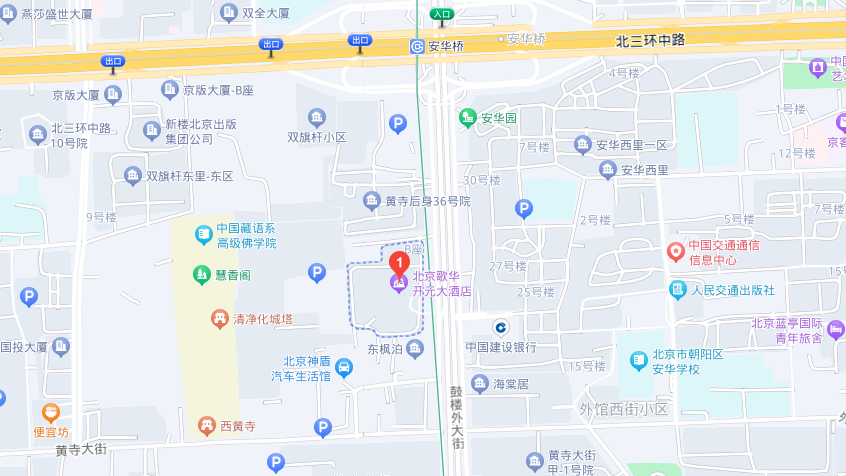 燕莎盛世大厦
双全大厦
入口
出口
出口
出口
安华桥
安华桥
北三环中路
4号楼
中国
艺
京版大厦
京版大厦-B座
1号楼
北三环中路
10号院
新楼北京出版
集团公司
双旗杆小区
P
安华园
7号楼
安华西里一区
京客
12号楼
双旗杆东里-东区
30号楼
安华西里
黄寺后身36号院
P
9号楼
2号楼
5号楼
7号楼
中国藏语系
高级佛学院
B座
中国交通通信
信息中心
1
慧香阁
P
北京歌华
开元大酒店
27号楼
25号楼
人民交通出版社
P
清净化城塔
北京蓝亭国际
青年旅舍
国投大厦
东枫泊
中国建设银行
北京市朝阳区
安华学校
北京神盾
汽车生活馆
15号楼
海棠居
鼓楼外大街
外馆西街小区
便宜坊
西黄寺
P
黄寺大街
P
黄寺大街
甲-1号院